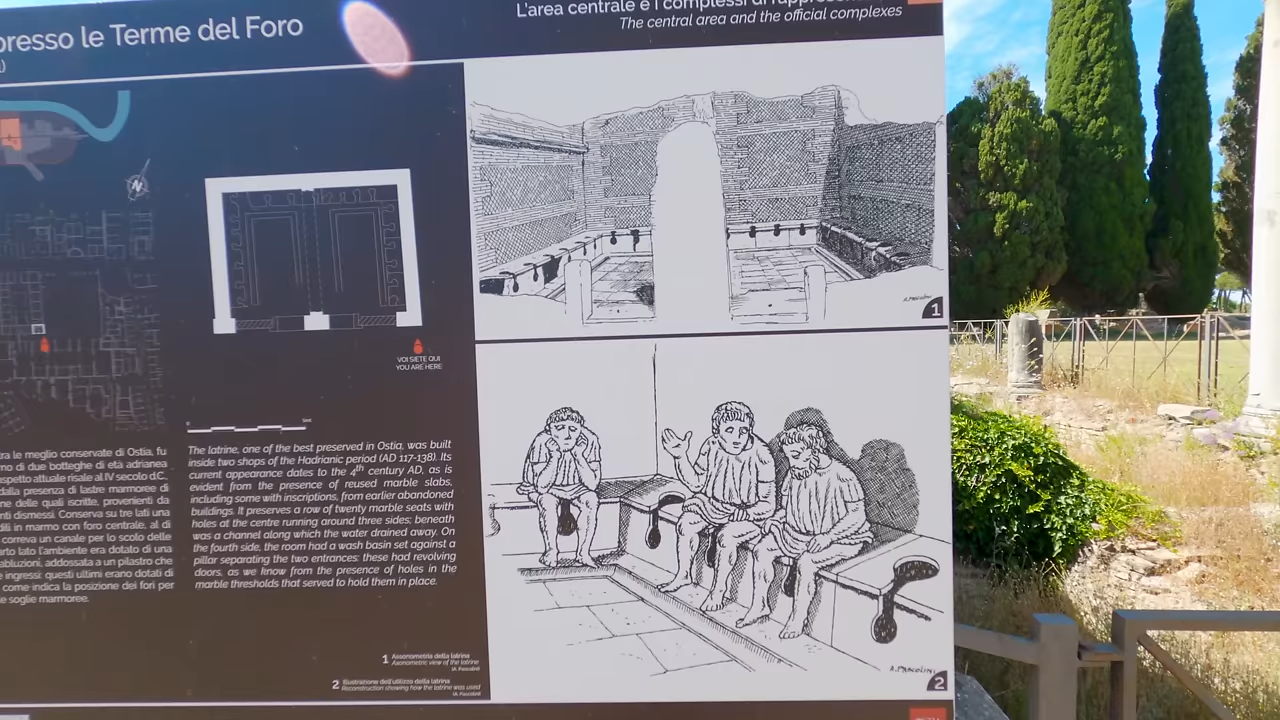 presso le Terme del Foro
L'area centrale e i complessi di
The central area and the official complexes
N
1
VOI SIETE QUI
YOU ARE HERE
0
5mt
tra le meglio conservate di Ostia, fu
no di due botteghe di età adrianea
spetto attuale risale al IV secolo d.C.,
dalla presenza di lastre marmoree di
ne delle quali iscritte, provenienti da
nti dismessi. Conserva su tre lati una
dili in marmo con foro centrale, al di
correva un canale per lo scolo delle
rto lato l'ambiente era dotato di una
abluzioni, addossata a un pilastro che
e ingressi: questi ultimi erano dotati di
come indica la posizione dei fori per
e soglie marmoree.
The latrine, one of the best preserved in Ostia, was built
inside two shops of the Hadrianic period (AD 117-138). Its
current appearance dates to the 4th century AD, as is
evident from the presence of reused marble slabs,
including some with inscriptions, from earlier abandoned
buildings. It preserves a row of twenty marble seats with
holes at the centre running around three sides; beneath
was a channel along which the water drained away. On
the fourth side, the room had a wash basin set against a
pillar separating the two entrances: these had revolving
doors, as we know from the presence of holes in the
marble thresholds that served to hold them in place.
1 Assonometria della latrina
Axonometric view of the latrine
(A. Pascolini)
2 Illustrazione dell'utilizzo della latrina
Reconstruction showing how the latrine was used
(A. Pascolini)
A. PASCOLINI
2